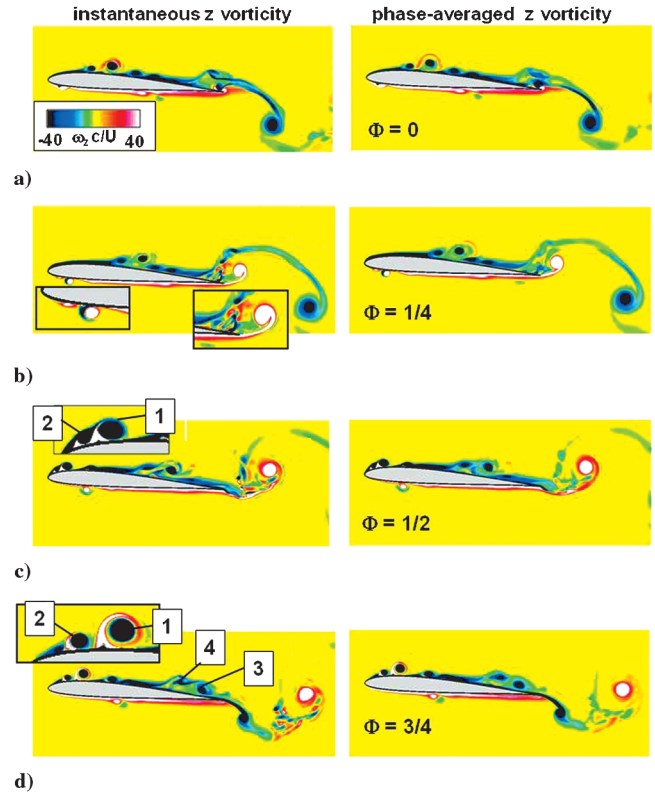 instantaneous z vorticity
phase-averaged z vorticity
-40 ω_z c/U 40
Φ = 0
a)
Φ = 1/4
b)
2 1
Φ = 1/2
c)
2 1
4
3
Φ = 3/4
d)